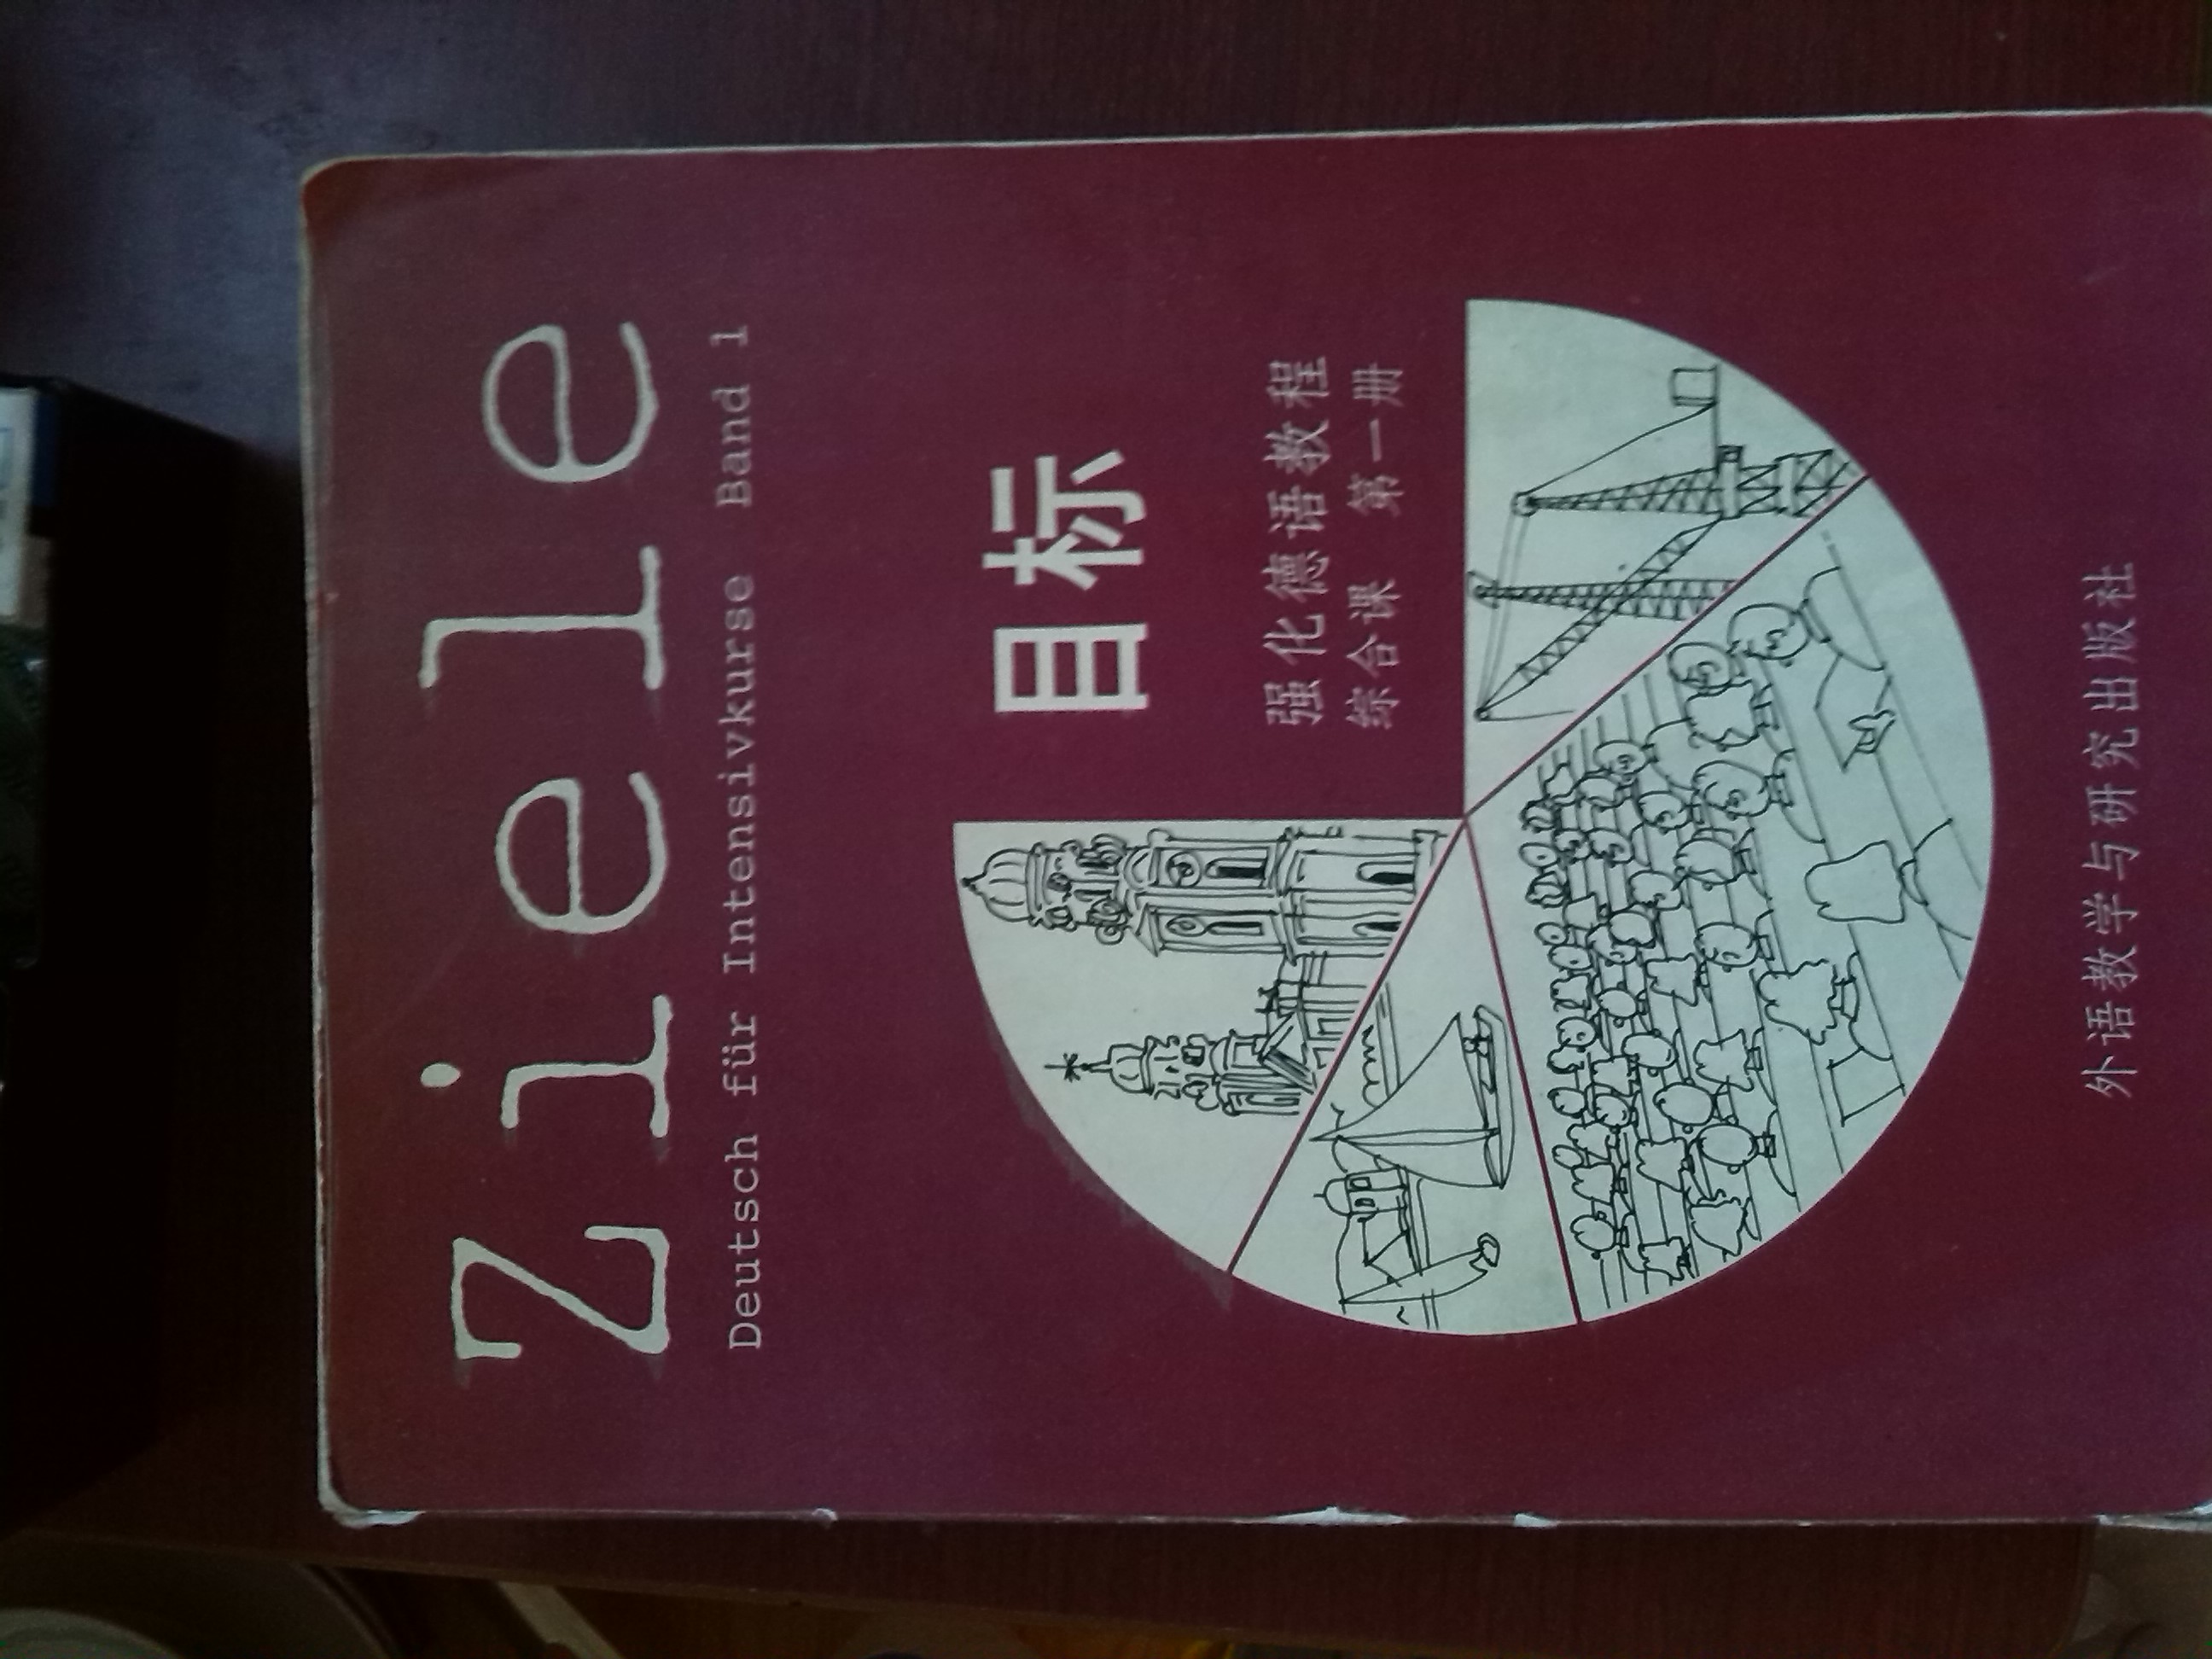 Ziele
Deutsch für Intensivkurse Band 1
目标
强化德语教程
综合课 第一册
外语教学与研究出版社